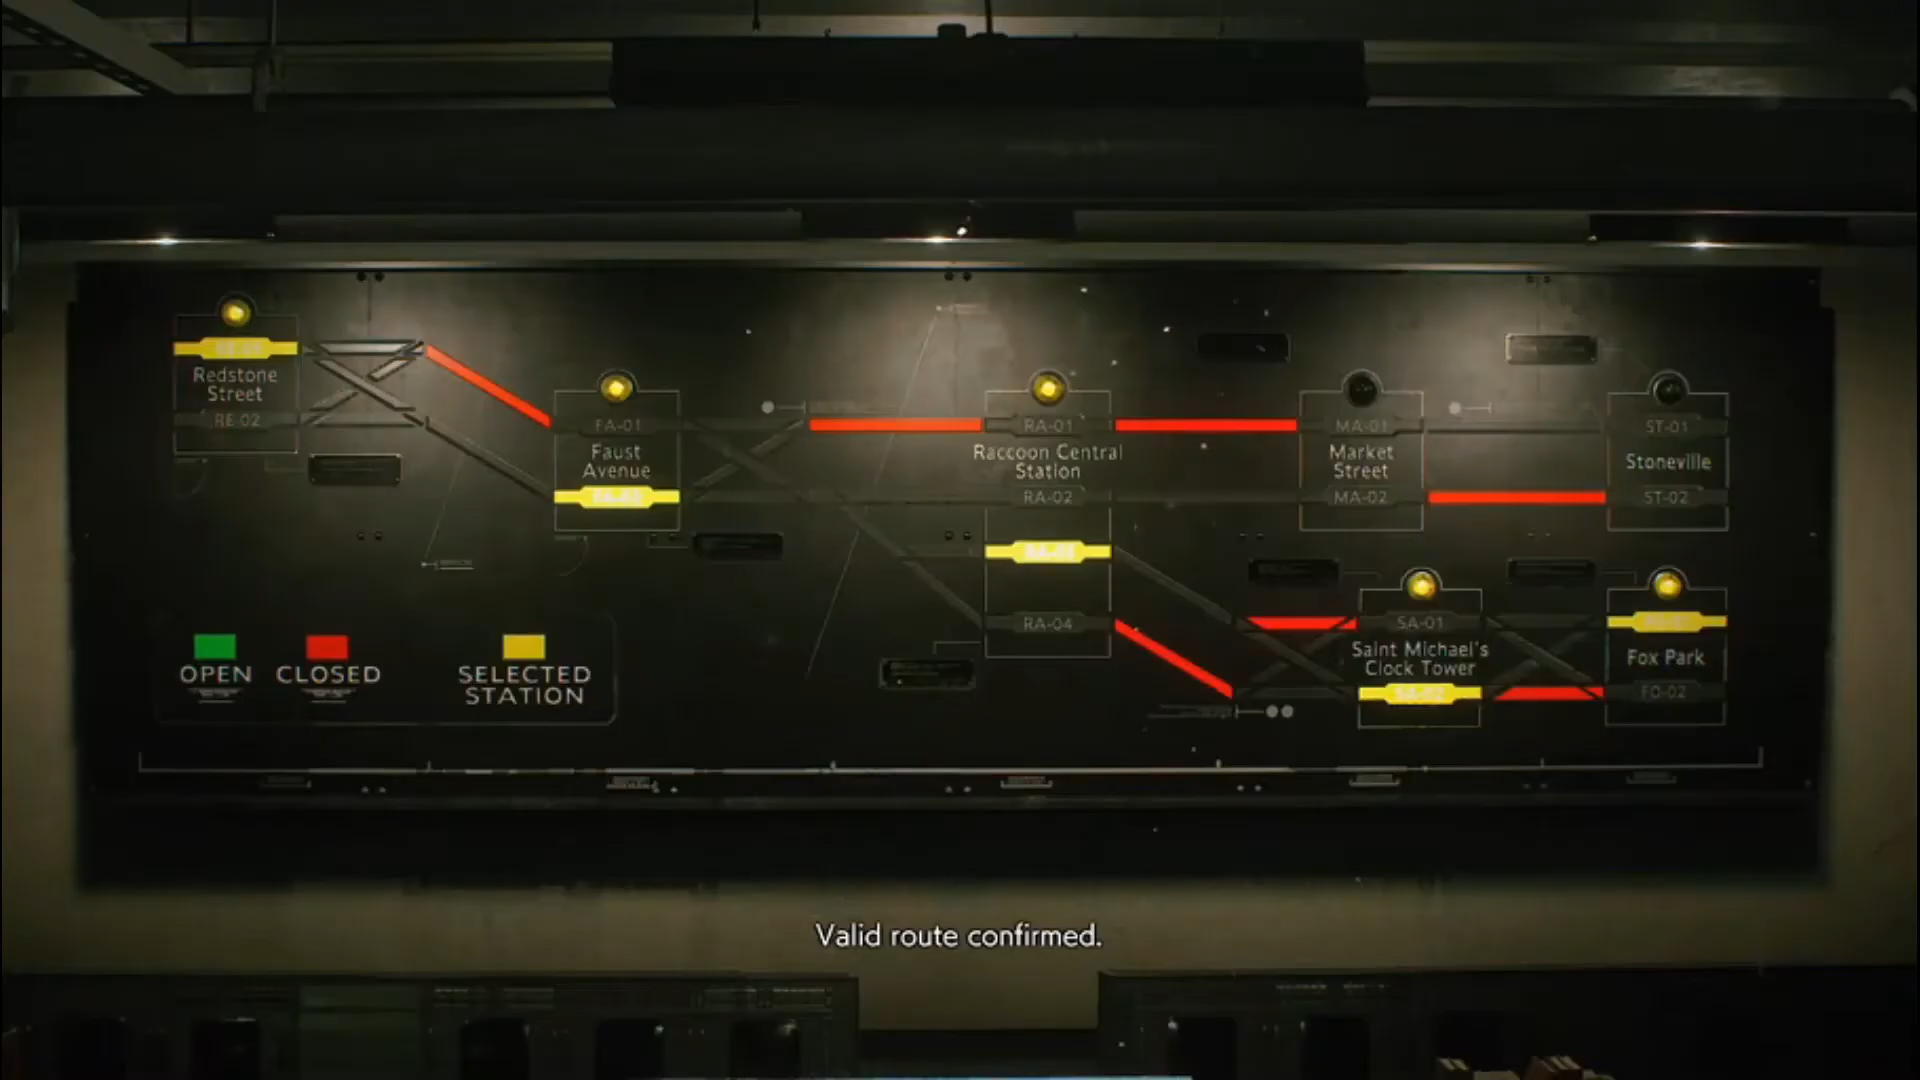 Redstone
Street
RE-02
FA-01
Faust
Avenue
RA-01
Raccoon Central
Station
RA-02
RA-04
MA-01
Market
Street
MA-02
ST-01
Stoneville
ST-02
SA-01
Saint Michael's
Clock Tower
SA-02
Fox Park
FO-02
OPEN
CLOSED
SELECTED
STATION
Valid route confirmed.